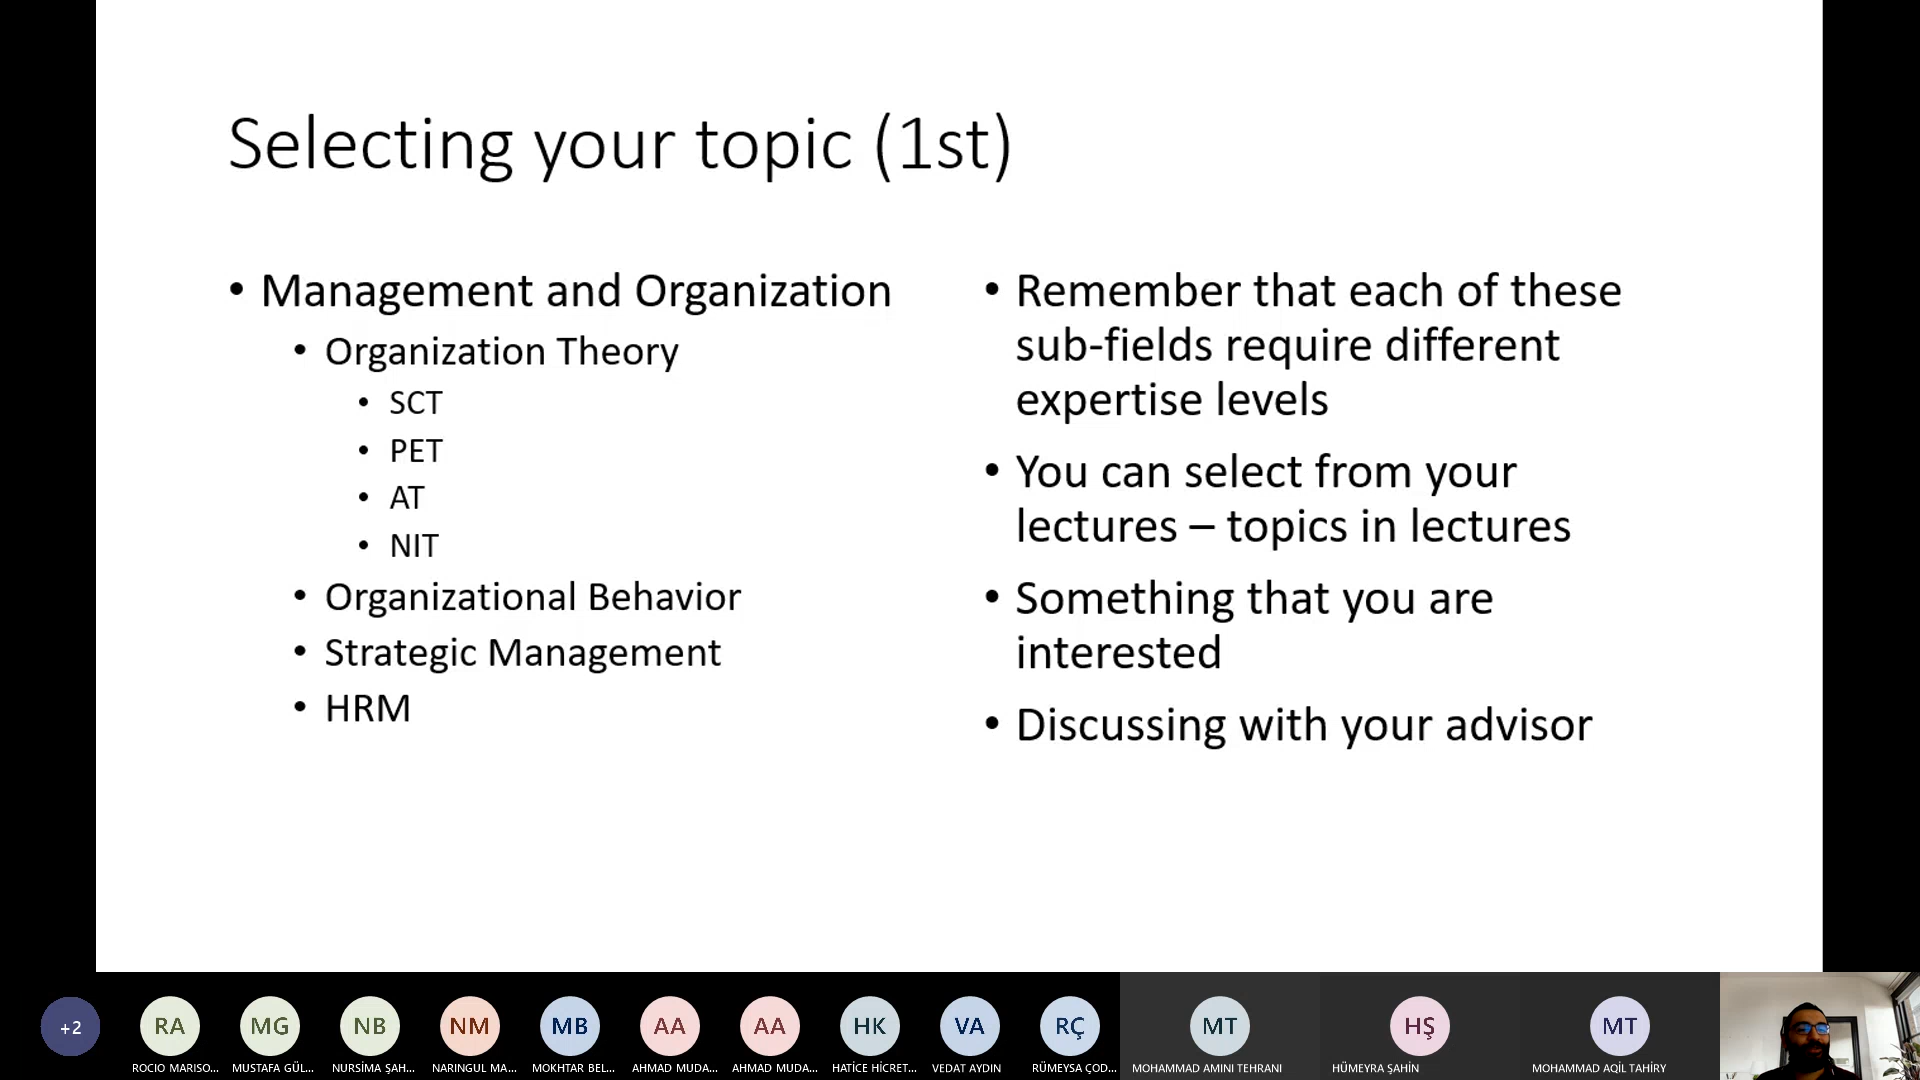 Selecting your topic (1st)
• Management and Organization
• Organization Theory
• SCT
• PET
• AT
• NIT
• Organizational Behavior
• Strategic Management
• HRM
• Remember that each of these
sub-fields require different
expertise levels
• You can select from your
lectures – topics in lectures
• Something that you are
interested
• Discussing with your advisor
+2
RA
MG
NB
NM
MB
AA
AA
HK
VA
RÇ
MT
HŞ
MT
ROCIO MARISO...
MUSTAFA GÜL...
NURSİMA ŞAH...
NARINGUL MA...
MOKHTAR BEL...
AHMAD MUDA...
AHMAD MUDA...
HATİCE HİCRET...
VEDAT AYDIN
RÜMEYSA ÇOD...
MOHAMMAD AMINI TEHRANI
HÜMEYRA ŞAHİN
MOHAMMAD AQİL TAHİRY